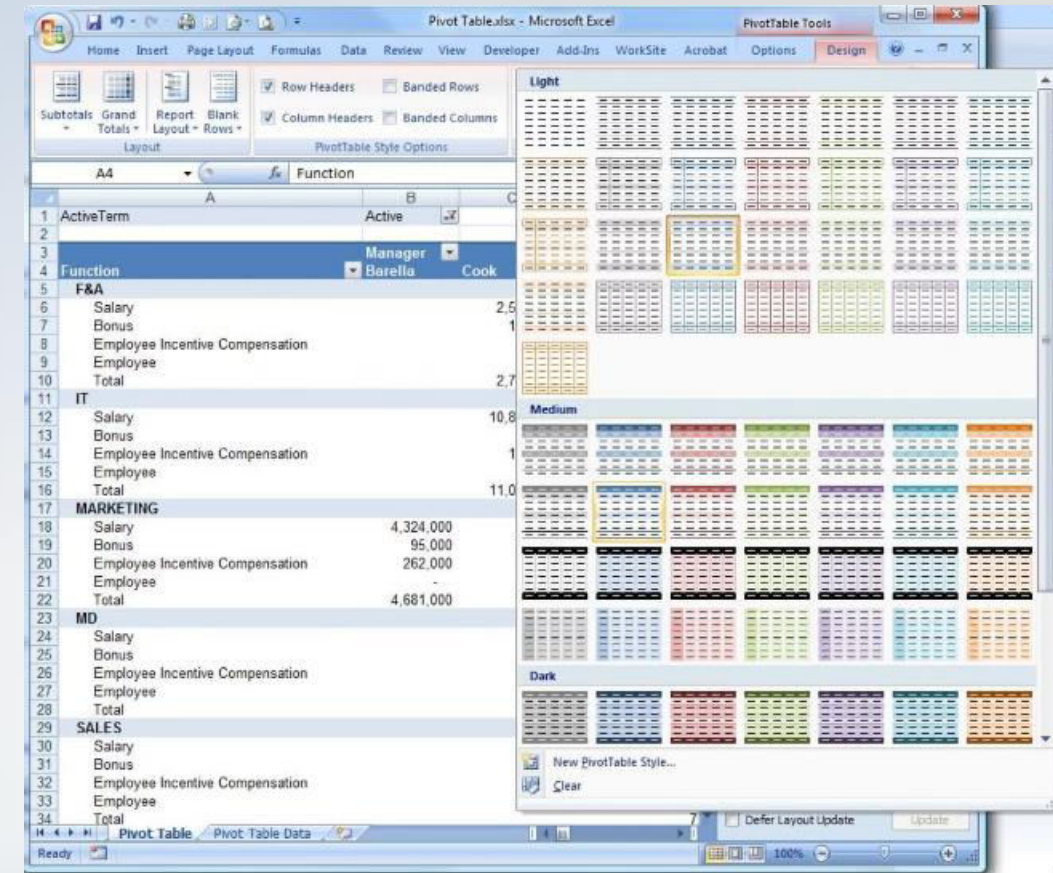 Pivot Table.xlsx - Microsoft Excel
PivotTable Tools
Home Insert Page Layout Formulas Data Review View Developer Add-Ins WorkSite Acrobat Options Design
Subtotals Grand Totals Report Layout Blank Rows
Row Headers Banded Rows
Column Headers Banded Columns
Layout PivotTable Style Options
A4 fx Function
A B C
1 ActiveTerm Active
2
3 Manager
4 Function Barella Cook
5 F&A
6 Salary 2,5
7 Bonus 1
8 Employee Incentive Compensation
9 Employee
10 Total 2,7
11 IT
12 Salary 10,8
13 Bonus
14 Employee Incentive Compensation 1
15 Employee
16 Total 11,0
17 MARKETING
18 Salary 4,324,000
19 Bonus 95,000
20 Employee Incentive Compensation 262,000
21 Employee -
22 Total 4,681,000
23 MD
24 Salary
25 Bonus
26 Employee Incentive Compensation
27 Employee
28 Total
29 SALES
30 Salary
31 Bonus
32 Employee Incentive Compensation
33 Employee
34 Total 7
Light
Medium
Dark
New PivotTable Style...
Clear
Defer Layout Update Update
Pivot Table Pivot Table Data
Ready 100%